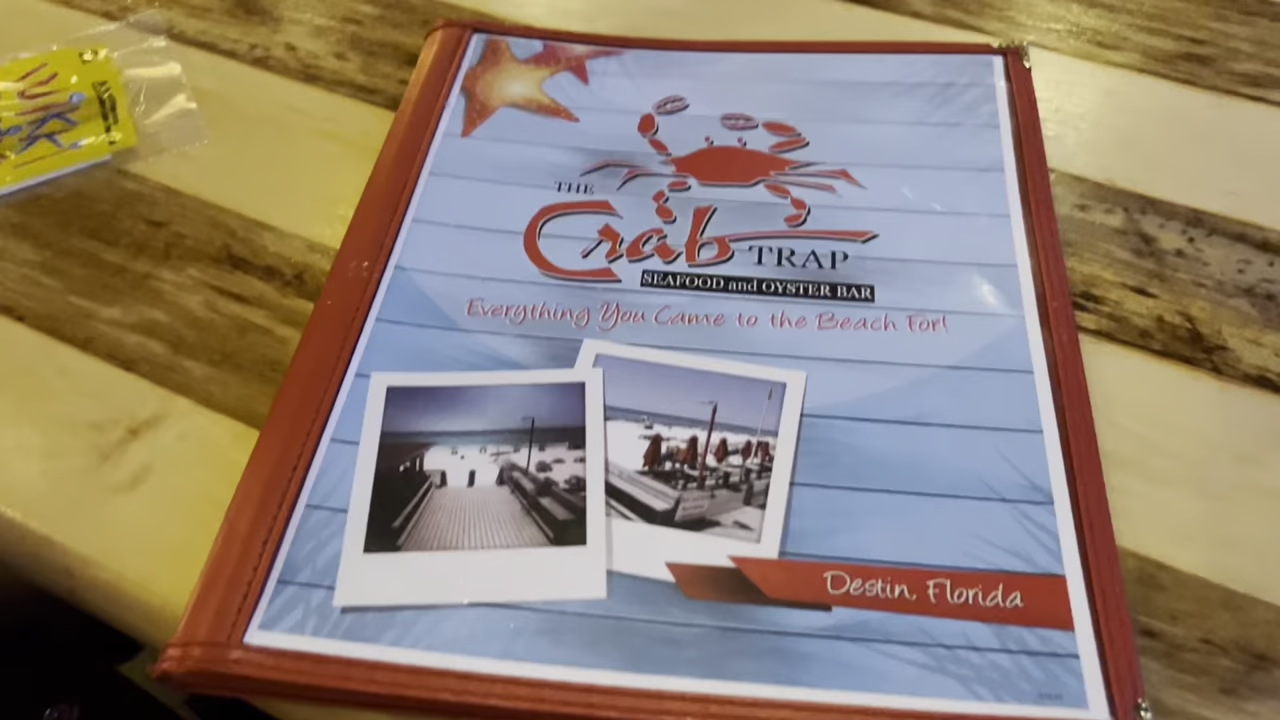 THE
Crab TRAP
SEAFOOD and OYSTER BAR
Everything You Came to the Beach For!
Destin, Florida